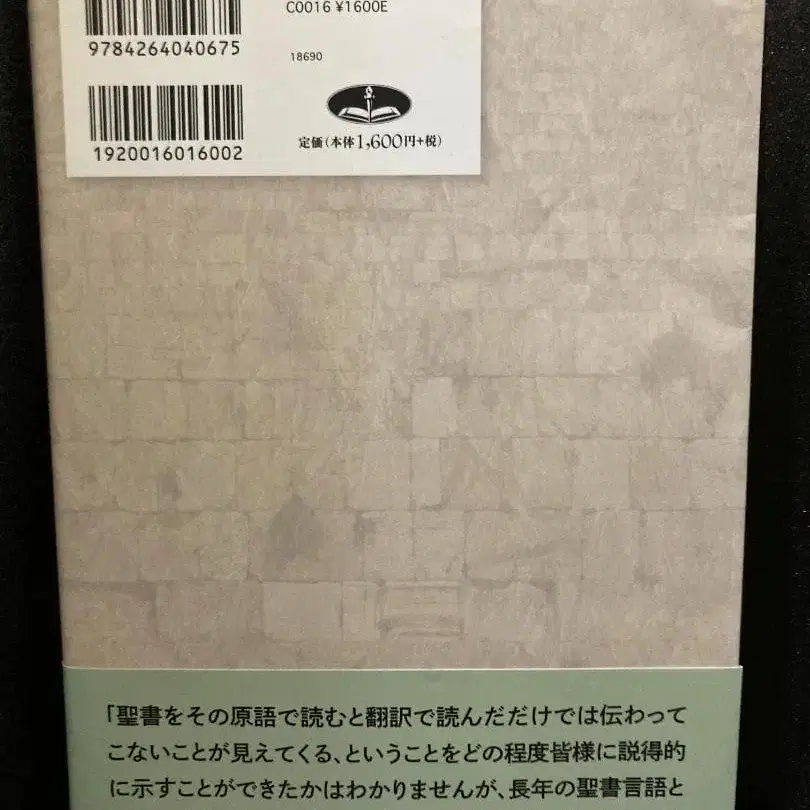 C0016 ¥1600E
9784264040675
18690
1920016016002
定価(本体1,600円+税)
「聖書をその原語で読むと翻訳で読んだだけでは伝わって
こないことが見えてくる、ということをどの程度皆様に説得的
に示すことができたかはわかりませんが、長年の聖書言語と